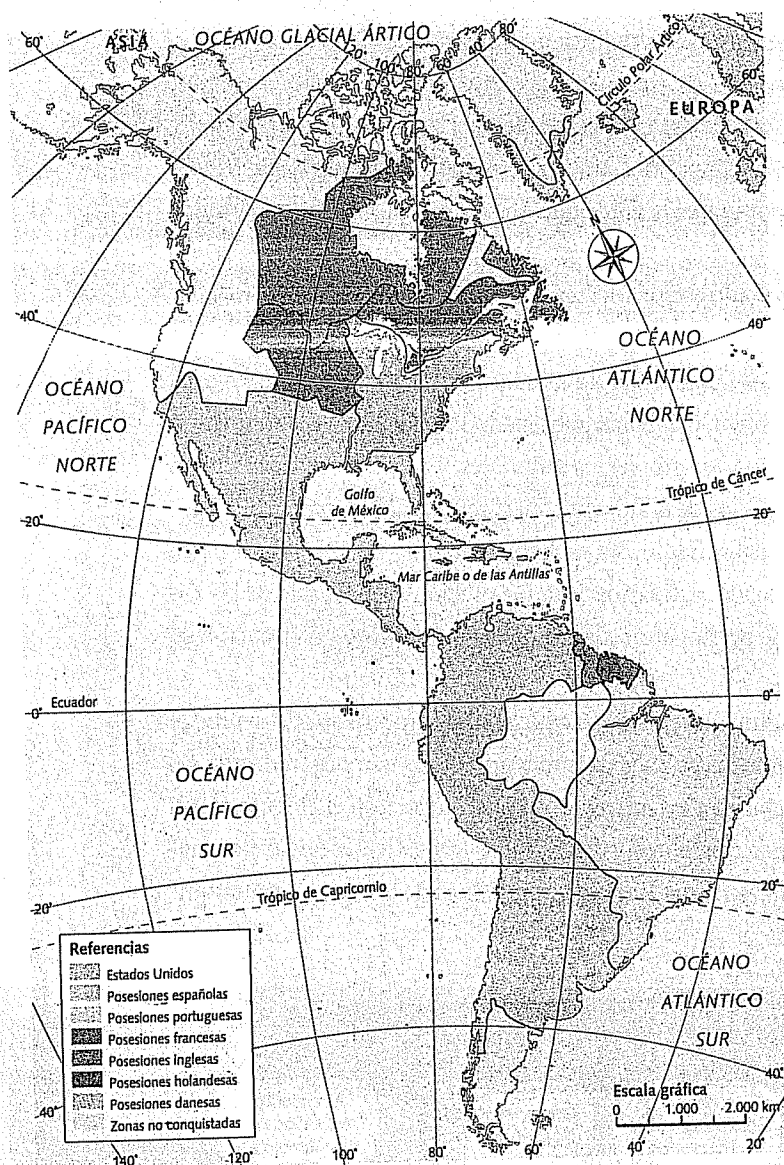 60°
ASIA
OCÉANO GLACIAL ÁRTICO
120°
100°
80°
60°
40°
80°
Círculo Polar Ártico
60°
EUROPA
N
40°
40°
OCÉANO
PACÍFICO
NORTE
OCÉANO
ATLÁNTICO
NORTE
Golfo
de México
Trópico de Cáncer
20°
20°
Mar Caribe o de las Antillas
Ecuador
0°
0°
OCÉANO
PACÍFICO
SUR
Trópico de Capricornio
20°
20°
Referencias
Estados Unidos
Posesiones españolas
Posesiones portuguesas
Posesiones francesas
Posesiones inglesas
Posesiones holandesas
Posesiones danesas
Zonas no conquistadas
OCÉANO
ATLÁNTICO
SUR
40°
40°
Escala gráfica
0 1.000 2.000 km
140°
120°
100°
80°
60°
20°